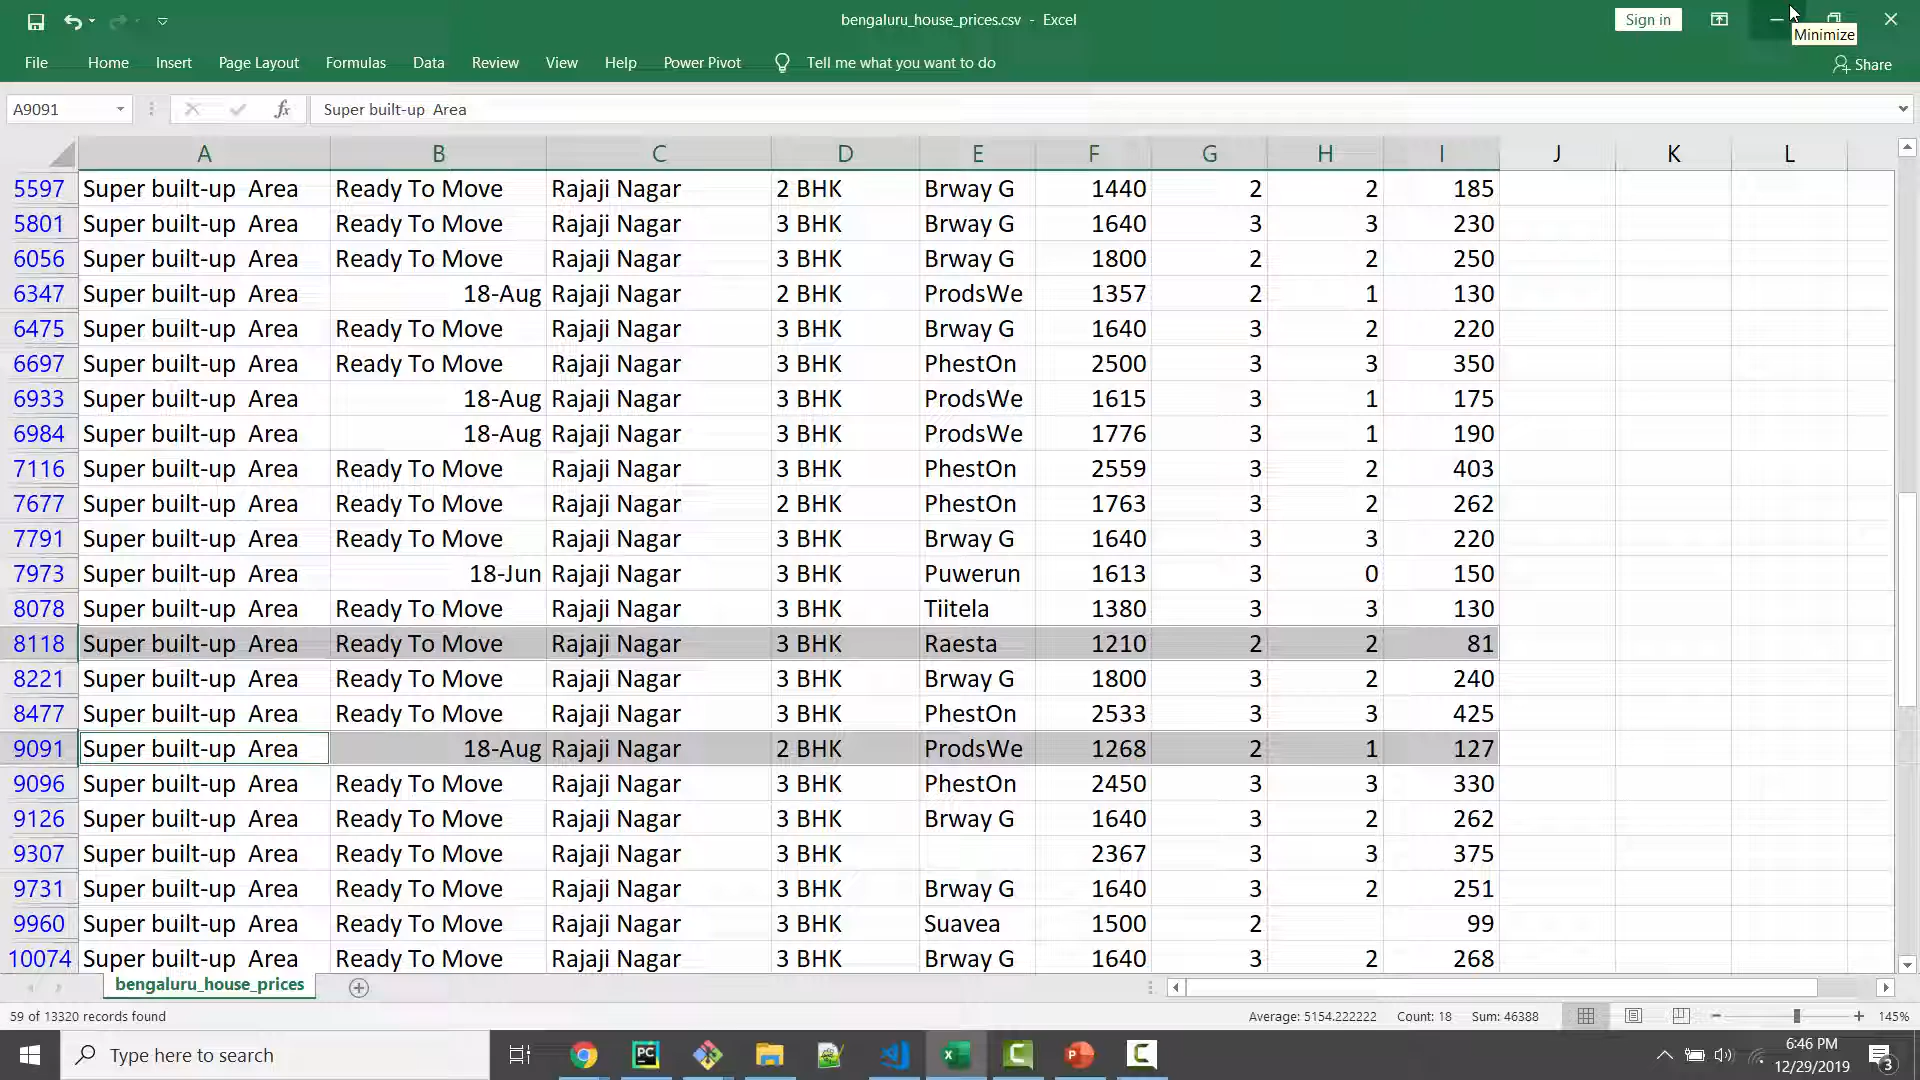 bengaluru_house_prices.csv - Excel
Sign in
Minimize
File Home Insert Page Layout Formulas Data Review View Help Power Pivot Tell me what you want to do Share
A9091 fx Super built-up  Area
A B C D E F G H I J K L
5597 Super built-up  Area Ready To Move Rajaji Nagar 2 BHK Brway G 1440 2 2 185
5801 Super built-up  Area Ready To Move Rajaji Nagar 3 BHK Brway G 1640 3 3 230
6056 Super built-up  Area Ready To Move Rajaji Nagar 3 BHK Brway G 1800 2 2 250
6347 Super built-up  Area 18-Aug Rajaji Nagar 2 BHK ProdsWe 1357 2 1 130
6475 Super built-up  Area Ready To Move Rajaji Nagar 3 BHK Brway G 1640 3 2 220
6697 Super built-up  Area Ready To Move Rajaji Nagar 3 BHK PhestOn 2500 3 3 350
6933 Super built-up  Area 18-Aug Rajaji Nagar 3 BHK ProdsWe 1615 3 1 175
6984 Super built-up  Area 18-Aug Rajaji Nagar 3 BHK ProdsWe 1776 3 1 190
7116 Super built-up  Area Ready To Move Rajaji Nagar 3 BHK PhestOn 2559 3 2 403
7677 Super built-up  Area Ready To Move Rajaji Nagar 2 BHK PhestOn 1763 3 2 262
7791 Super built-up  Area Ready To Move Rajaji Nagar 3 BHK Brway G 1640 3 3 220
7973 Super built-up  Area 18-Jun Rajaji Nagar 3 BHK Puwerun 1613 3 0 150
8078 Super built-up  Area Ready To Move Rajaji Nagar 3 BHK Tiitela 1380 3 3 130
8118 Super built-up  Area Ready To Move Rajaji Nagar 3 BHK Raesta 1210 2 2 81
8221 Super built-up  Area Ready To Move Rajaji Nagar 3 BHK Brway G 1800 3 2 240
8477 Super built-up  Area Ready To Move Rajaji Nagar 3 BHK PhestOn 2533 3 3 425
9091 Super built-up  Area 18-Aug Rajaji Nagar 2 BHK ProdsWe 1268 2 1 127
9096 Super built-up  Area Ready To Move Rajaji Nagar 3 BHK PhestOn 2450 3 3 330
9126 Super built-up  Area Ready To Move Rajaji Nagar 3 BHK Brway G 1640 3 2 262
9307 Super built-up  Area Ready To Move Rajaji Nagar 3 BHK 2367 3 3 375
9731 Super built-up  Area Ready To Move Rajaji Nagar 3 BHK Brway G 1640 3 2 251
9960 Super built-up  Area Ready To Move Rajaji Nagar 3 BHK Suavea 1500 2 99
10074 Super built-up  Area Ready To Move Rajaji Nagar 3 BHK Brway G 1640 3 2 268
bengaluru_house_prices
59 of 13320 records found Average: 5154.222222 Count: 18 Sum: 46388 145%
Type here to search
6:46 PM
12/29/2019
3